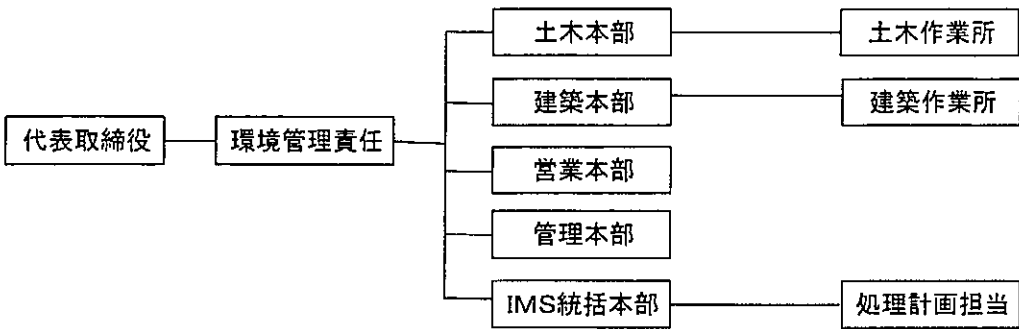 土木本部
土木作業所
建築本部
建築作業所
代表取締役
環境管理責任
営業本部
管理本部
IMS統括本部
処理計画担当